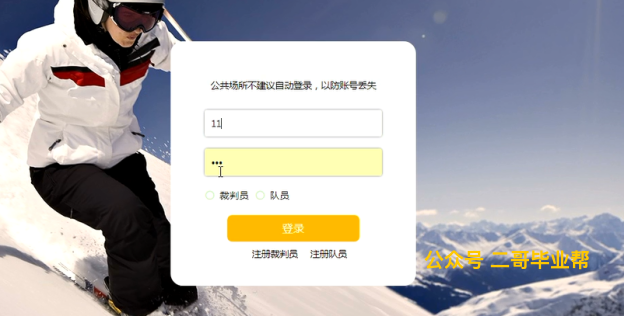 公共场所不建议自动登录，以防账号丢失
11
•••
裁判员 队员
登录
注册裁判员 注册队员
公众号 二哥毕业帮